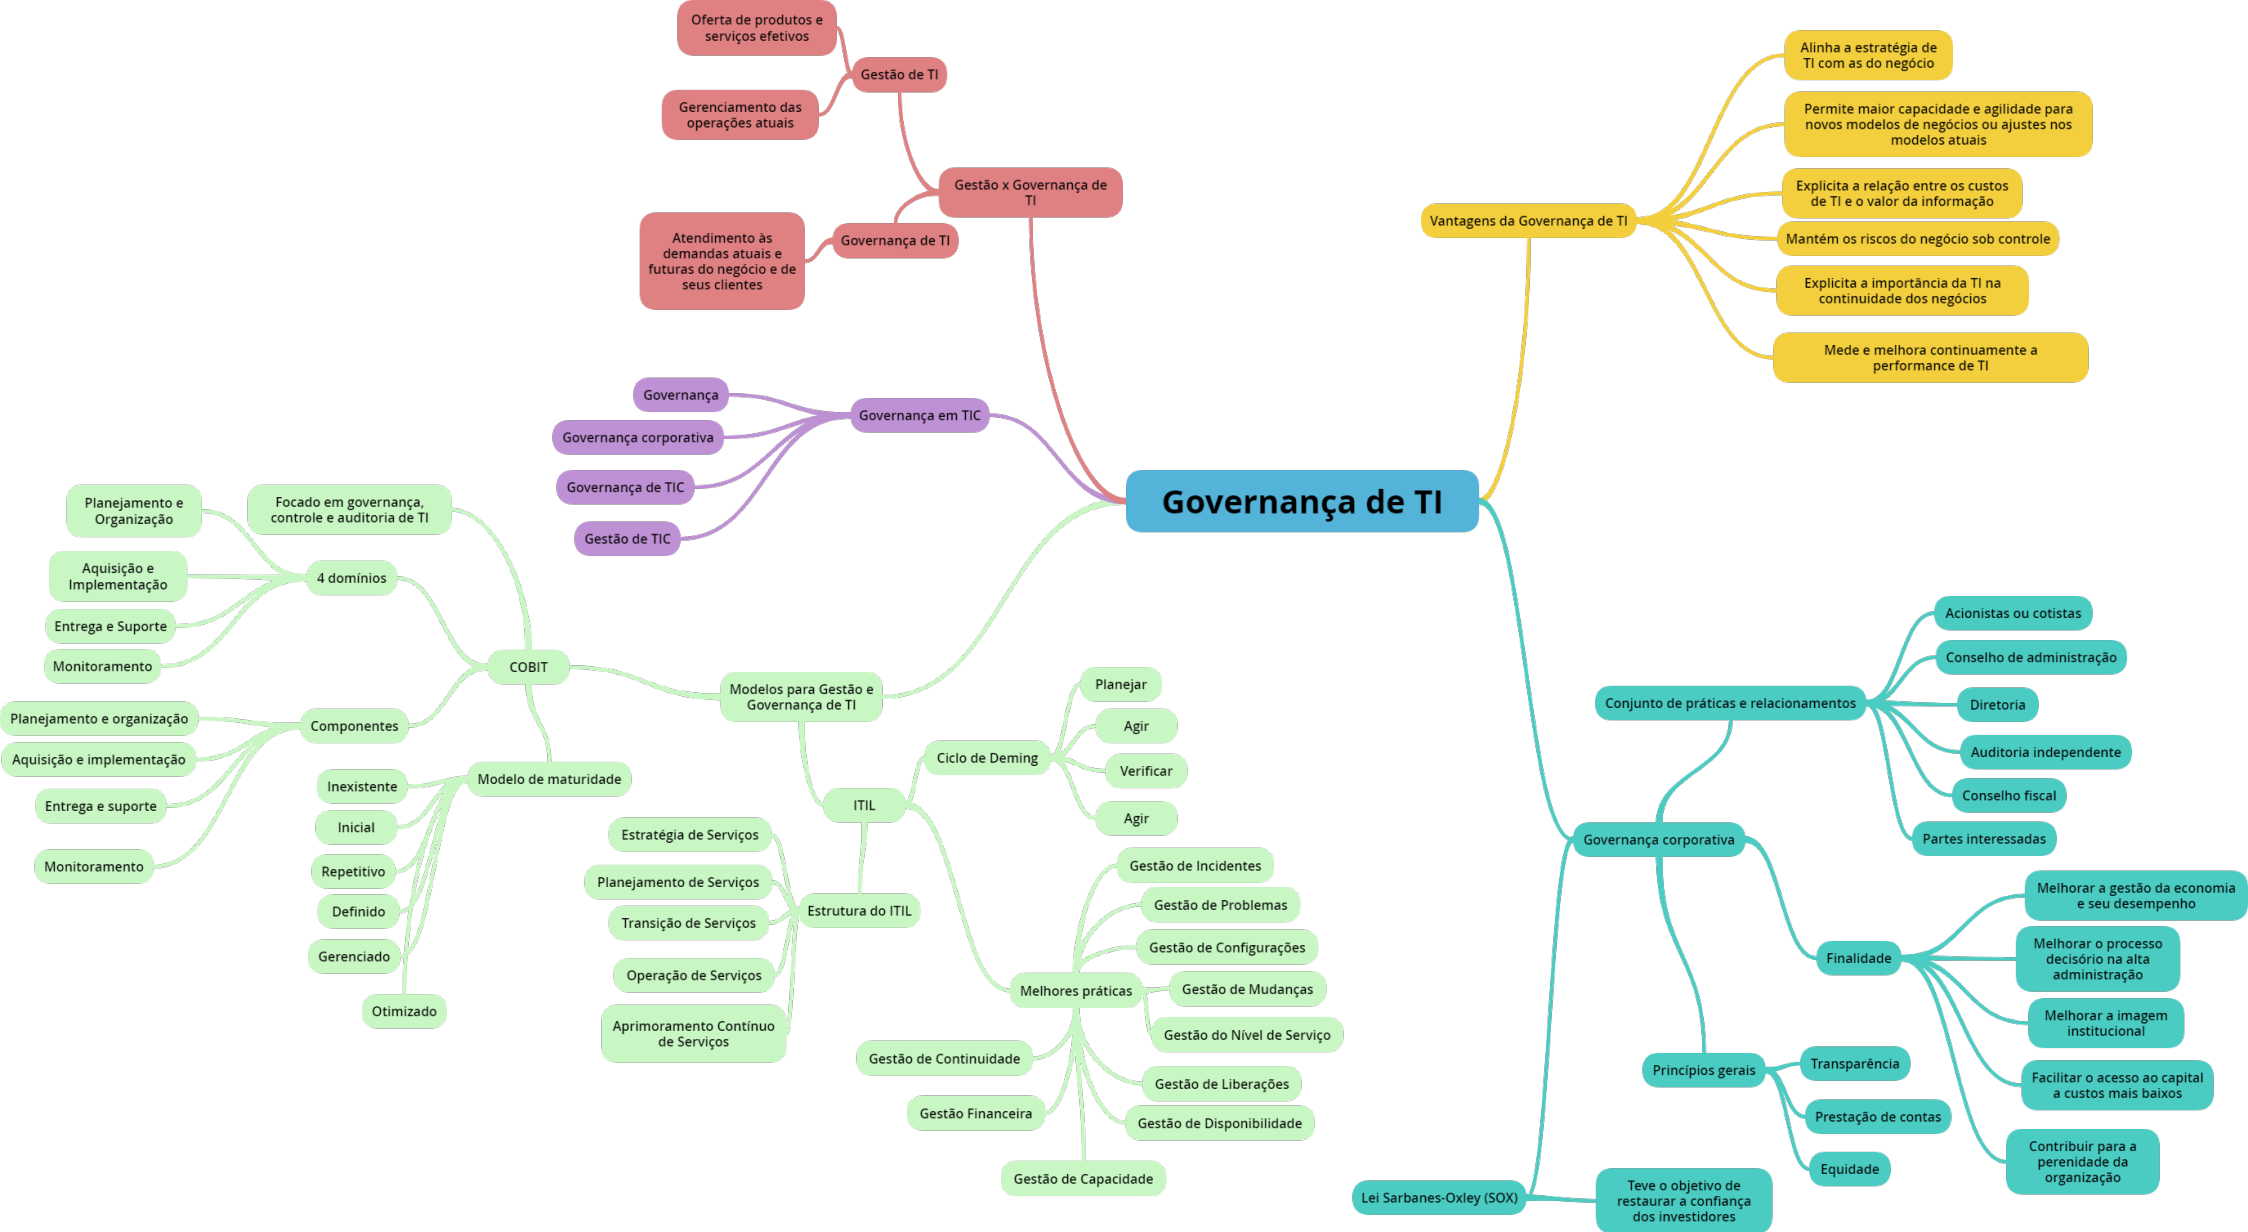 Oferta de produtos e
serviços efetivos
Gestão de TI
Gerenciamento das
operações atuais
Gestão x Governança de
TI
Governança de TI
Atendimento às
demandas atuais e
futuras do negócio e de
seus clientes
Governança
Governança em TIC
Governança corporativa
Governança de TIC
Gestão de TIC
Governança de TI
Alinha a estratégia de
TI com as do negócio
Permite maior capacidade e agilidade para
novos modelos de negócios ou ajustes nos
modelos atuais
Explicita a relação entre os custos
de TI e o valor da informação
Vantagens da Governança de TI
Mantém os riscos do negócio sob controle
Explicita a importância da TI na
continuidade dos negócios
Mede e melhora continuamente a
performance de TI
Planejamento e
Organização
Focado em governança,
controle e auditoria de TI
4 domínios
Aquisição e
Implementação
Entrega e Suporte
Monitoramento
COBIT
Modelos para Gestão e
Governança de TI
Planejamento e organização
Componentes
Aquisição e implementação
Entrega e suporte
Monitoramento
Modelo de maturidade
Inexistente
Inicial
Repetitivo
Definido
Gerenciado
Otimizado
Planejar
Agir
Ciclo de Deming
Verificar
Agir
ITIL
Estratégia de Serviços
Planejamento de Serviços
Estrutura do ITIL
Transição de Serviços
Operação de Serviços
Aprimoramento Contínuo
de Serviços
Gestão de Incidentes
Gestão de Problemas
Gestão de Configurações
Melhores práticas
Gestão de Mudanças
Gestão do Nível de Serviço
Gestão de Continuidade
Gestão de Liberações
Gestão Financeira
Gestão de Disponibilidade
Gestão de Capacidade
Acionistas ou cotistas
Conselho de administração
Conjunto de práticas e relacionamentos
Diretoria
Auditoria independente
Conselho fiscal
Partes interessadas
Governança corporativa
Melhorar a gestão da economia
e seu desempenho
Melhorar o processo
decisório na alta
administração
Finalidade
Melhorar a imagem
institucional
Facilitar o acesso ao capital
a custos mais baixos
Contribuir para a
perenidade da
organização
Princípios gerais
Transparência
Prestação de contas
Equidade
Lei Sarbanes-Oxley (SOX)
Teve o objetivo de
restaurar a confiança
dos investidores